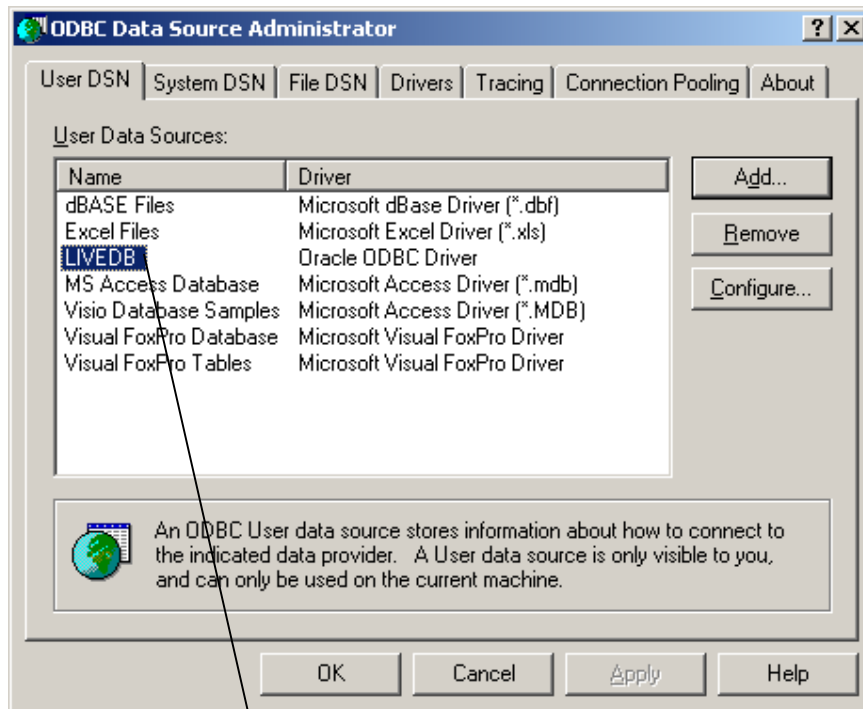 ODBC Data Source Administrator
User DSN System DSN File DSN Drivers Tracing Connection Pooling About
User Data Sources:
Name Driver
dBASE Files Microsoft dBase Driver (*.dbf)
Excel Files Microsoft Excel Driver (*.xls)
LIVEDB Oracle ODBC Driver
MS Access Database Microsoft Access Driver (*.mdb)
Visio Database Samples Microsoft Access Driver (*.MDB)
Visual FoxPro Database Microsoft Visual FoxPro Driver
Visual FoxPro Tables Microsoft Visual FoxPro Driver
Add...
Remove
Configure...
An ODBC User data source stores information about how to connect to
the indicated data provider. A User data source is only visible to you,
and can only be used on the current machine.
OK Cancel Apply Help